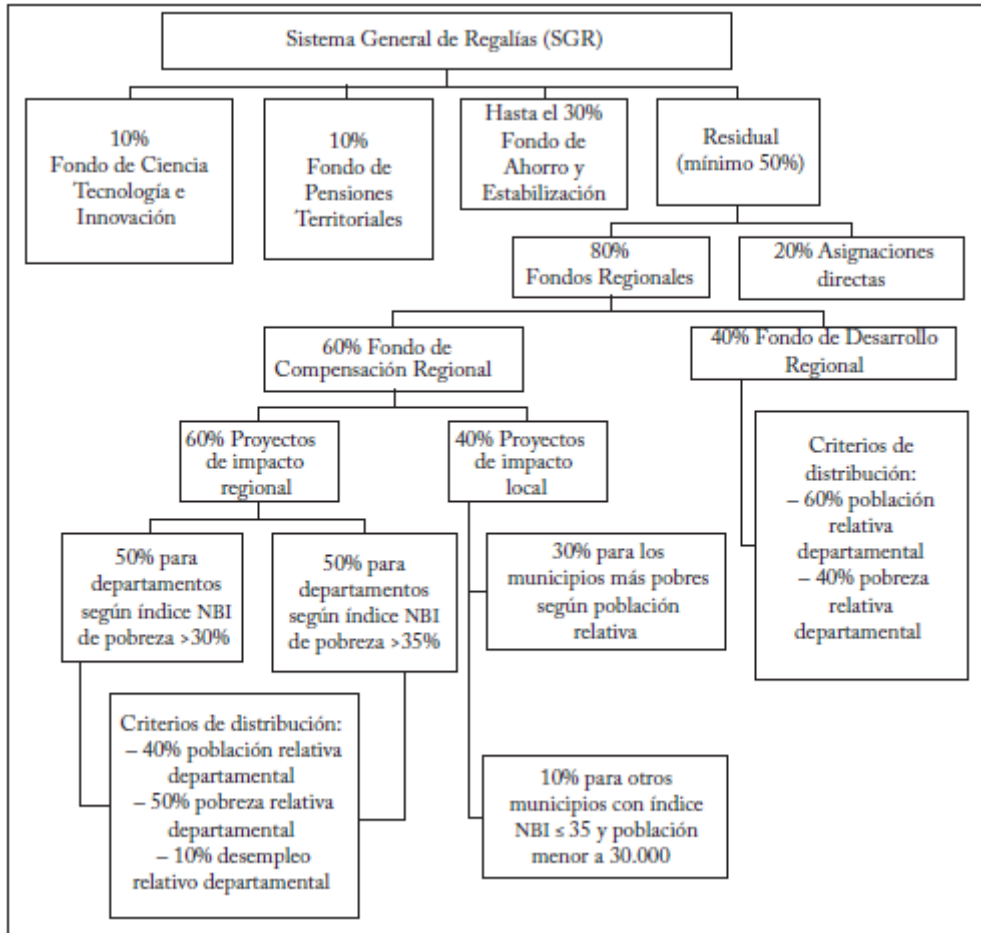 Sistema General de Regalías (SGR)
10%
Fondo de Ciencia
Tecnología e
Innovación
10%
Fondo de
Pensiones
Territoriales
Hasta el 30%
Fondo de
Ahorro y
Estabilización
Residual
(mínimo 50%)
80%
Fondos Regionales
20% Asignaciones
directas
60% Fondo de
Compensación Regional
40% Fondo de Desarrollo
Regional
60% Proyectos
de impacto
regional
40% Proyectos
de impacto
local
Criterios de
distribución:
– 60% población
relativa
departamental
– 40% pobreza
relativa
departamental
50% para
departamentos
según índice NBI
de pobreza >30%
50% para
departamentos
según índice NBI
de pobreza >35%
30% para los
municipios más pobres
según población
relativa
Criterios de distribución:
– 40% población relativa
departamental
– 50% pobreza relativa
departamental
– 10% desempleo
relativo departamental
10% para otros
municipios con índice
NBI ≤ 35 y población
menor a 30.000